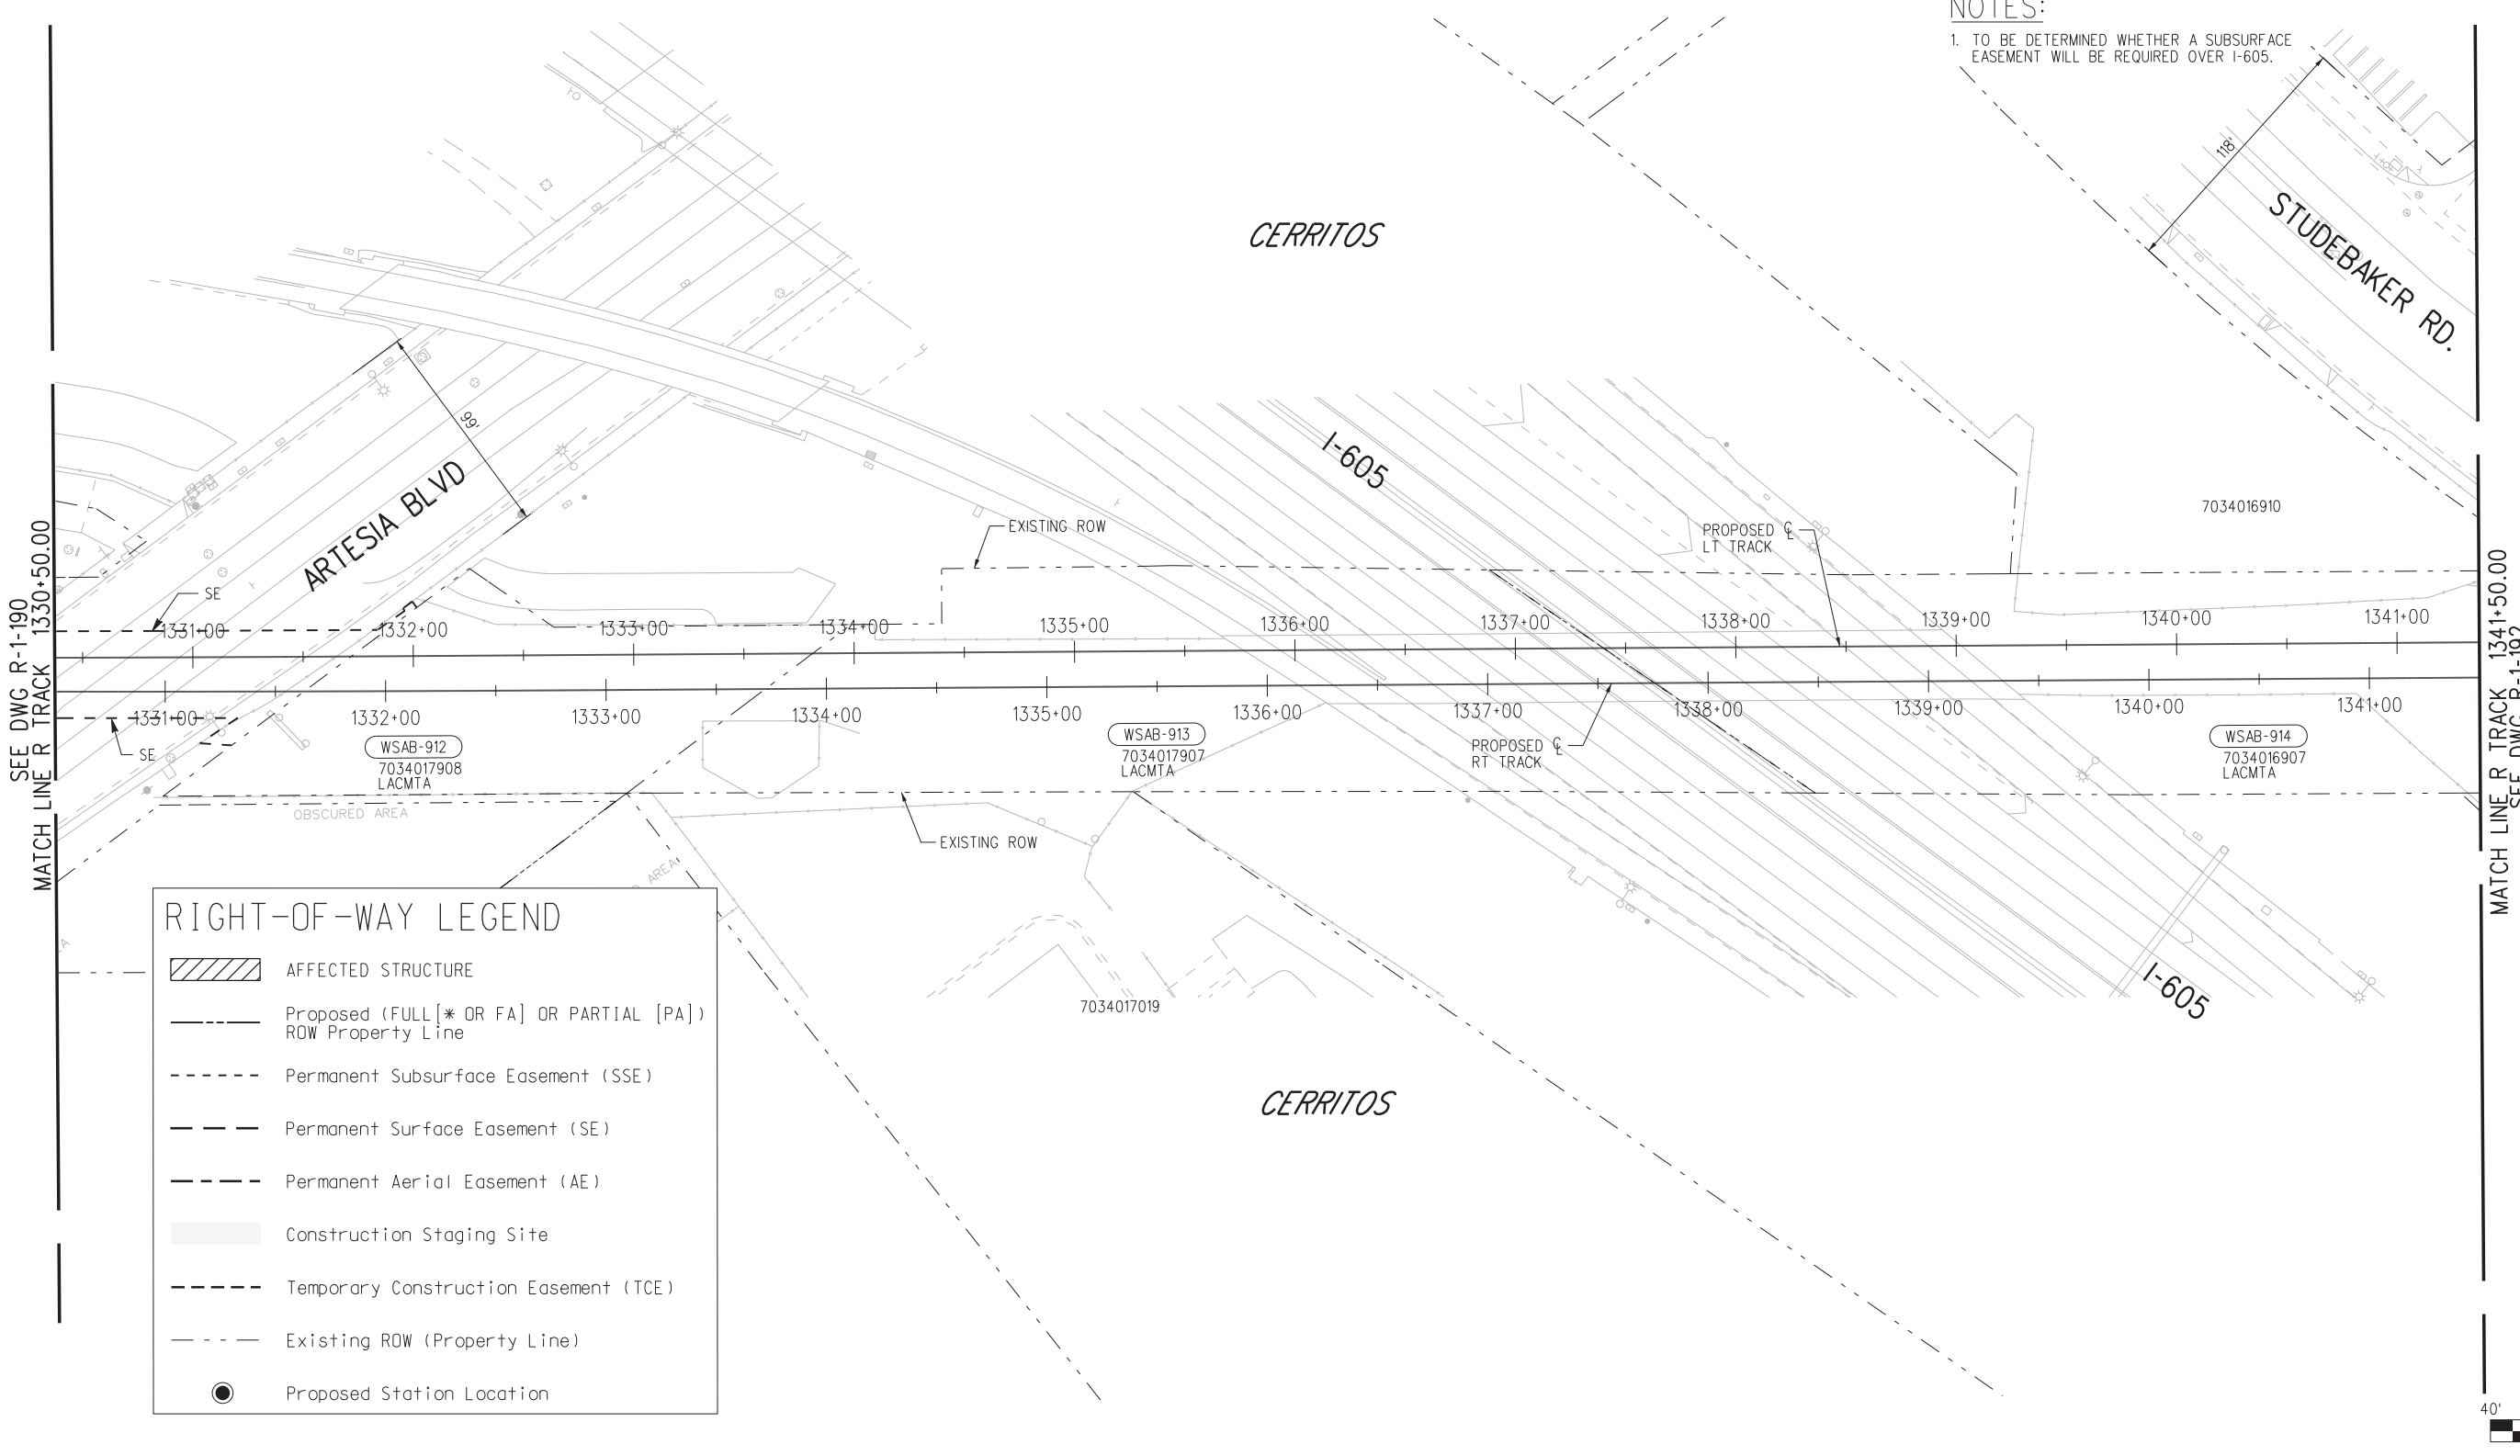 NOTES:
1. TO BE DETERMINED WHETHER A SUBSURFACE
EASEMENT WILL BE REQUIRED OVER I-605.
118'
STUDEBAKER RD.
CERRITOS
99'
ARTESIA BLVD
I-605
EXISTING ROW
PROPOSED ℄
LT TRACK
7034016910
SEE DWG R-1-190
MATCH LINE R TRACK 1330+50.00
SE
1331+00
1332+00
1333+00
1334+00
1335+00
1336+00
1337+00
1338+00
1339+00
1340+00
1341+00
MATCH LINE R TRACK 1341+50.00
SEE DWG R-1-192
1331+00
1332+00
1333+00
1334+00
1335+00
1336+00
1337+00
1338+00
1339+00
1340+00
1341+00
SE
WSAB-912
7034017908
LACMTA
WSAB-913
7034017907
LACMTA
PROPOSED ℄
RT TRACK
WSAB-914
7034016907
LACMTA
OBSCURED AREA
EXISTING ROW
AREA
7034017019
I-605
CERRITOS
RIGHT-OF-WAY LEGEND
AFFECTED STRUCTURE
Proposed (FULL[* OR FA] OR PARTIAL [PA])
ROW Property Line
Permanent Subsurface Easement (SSE)
Permanent Surface Easement (SE)
Permanent Aerial Easement (AE)
Construction Staging Site
Temporary Construction Easement (TCE)
Existing ROW (Property Line)
Proposed Station Location
40'